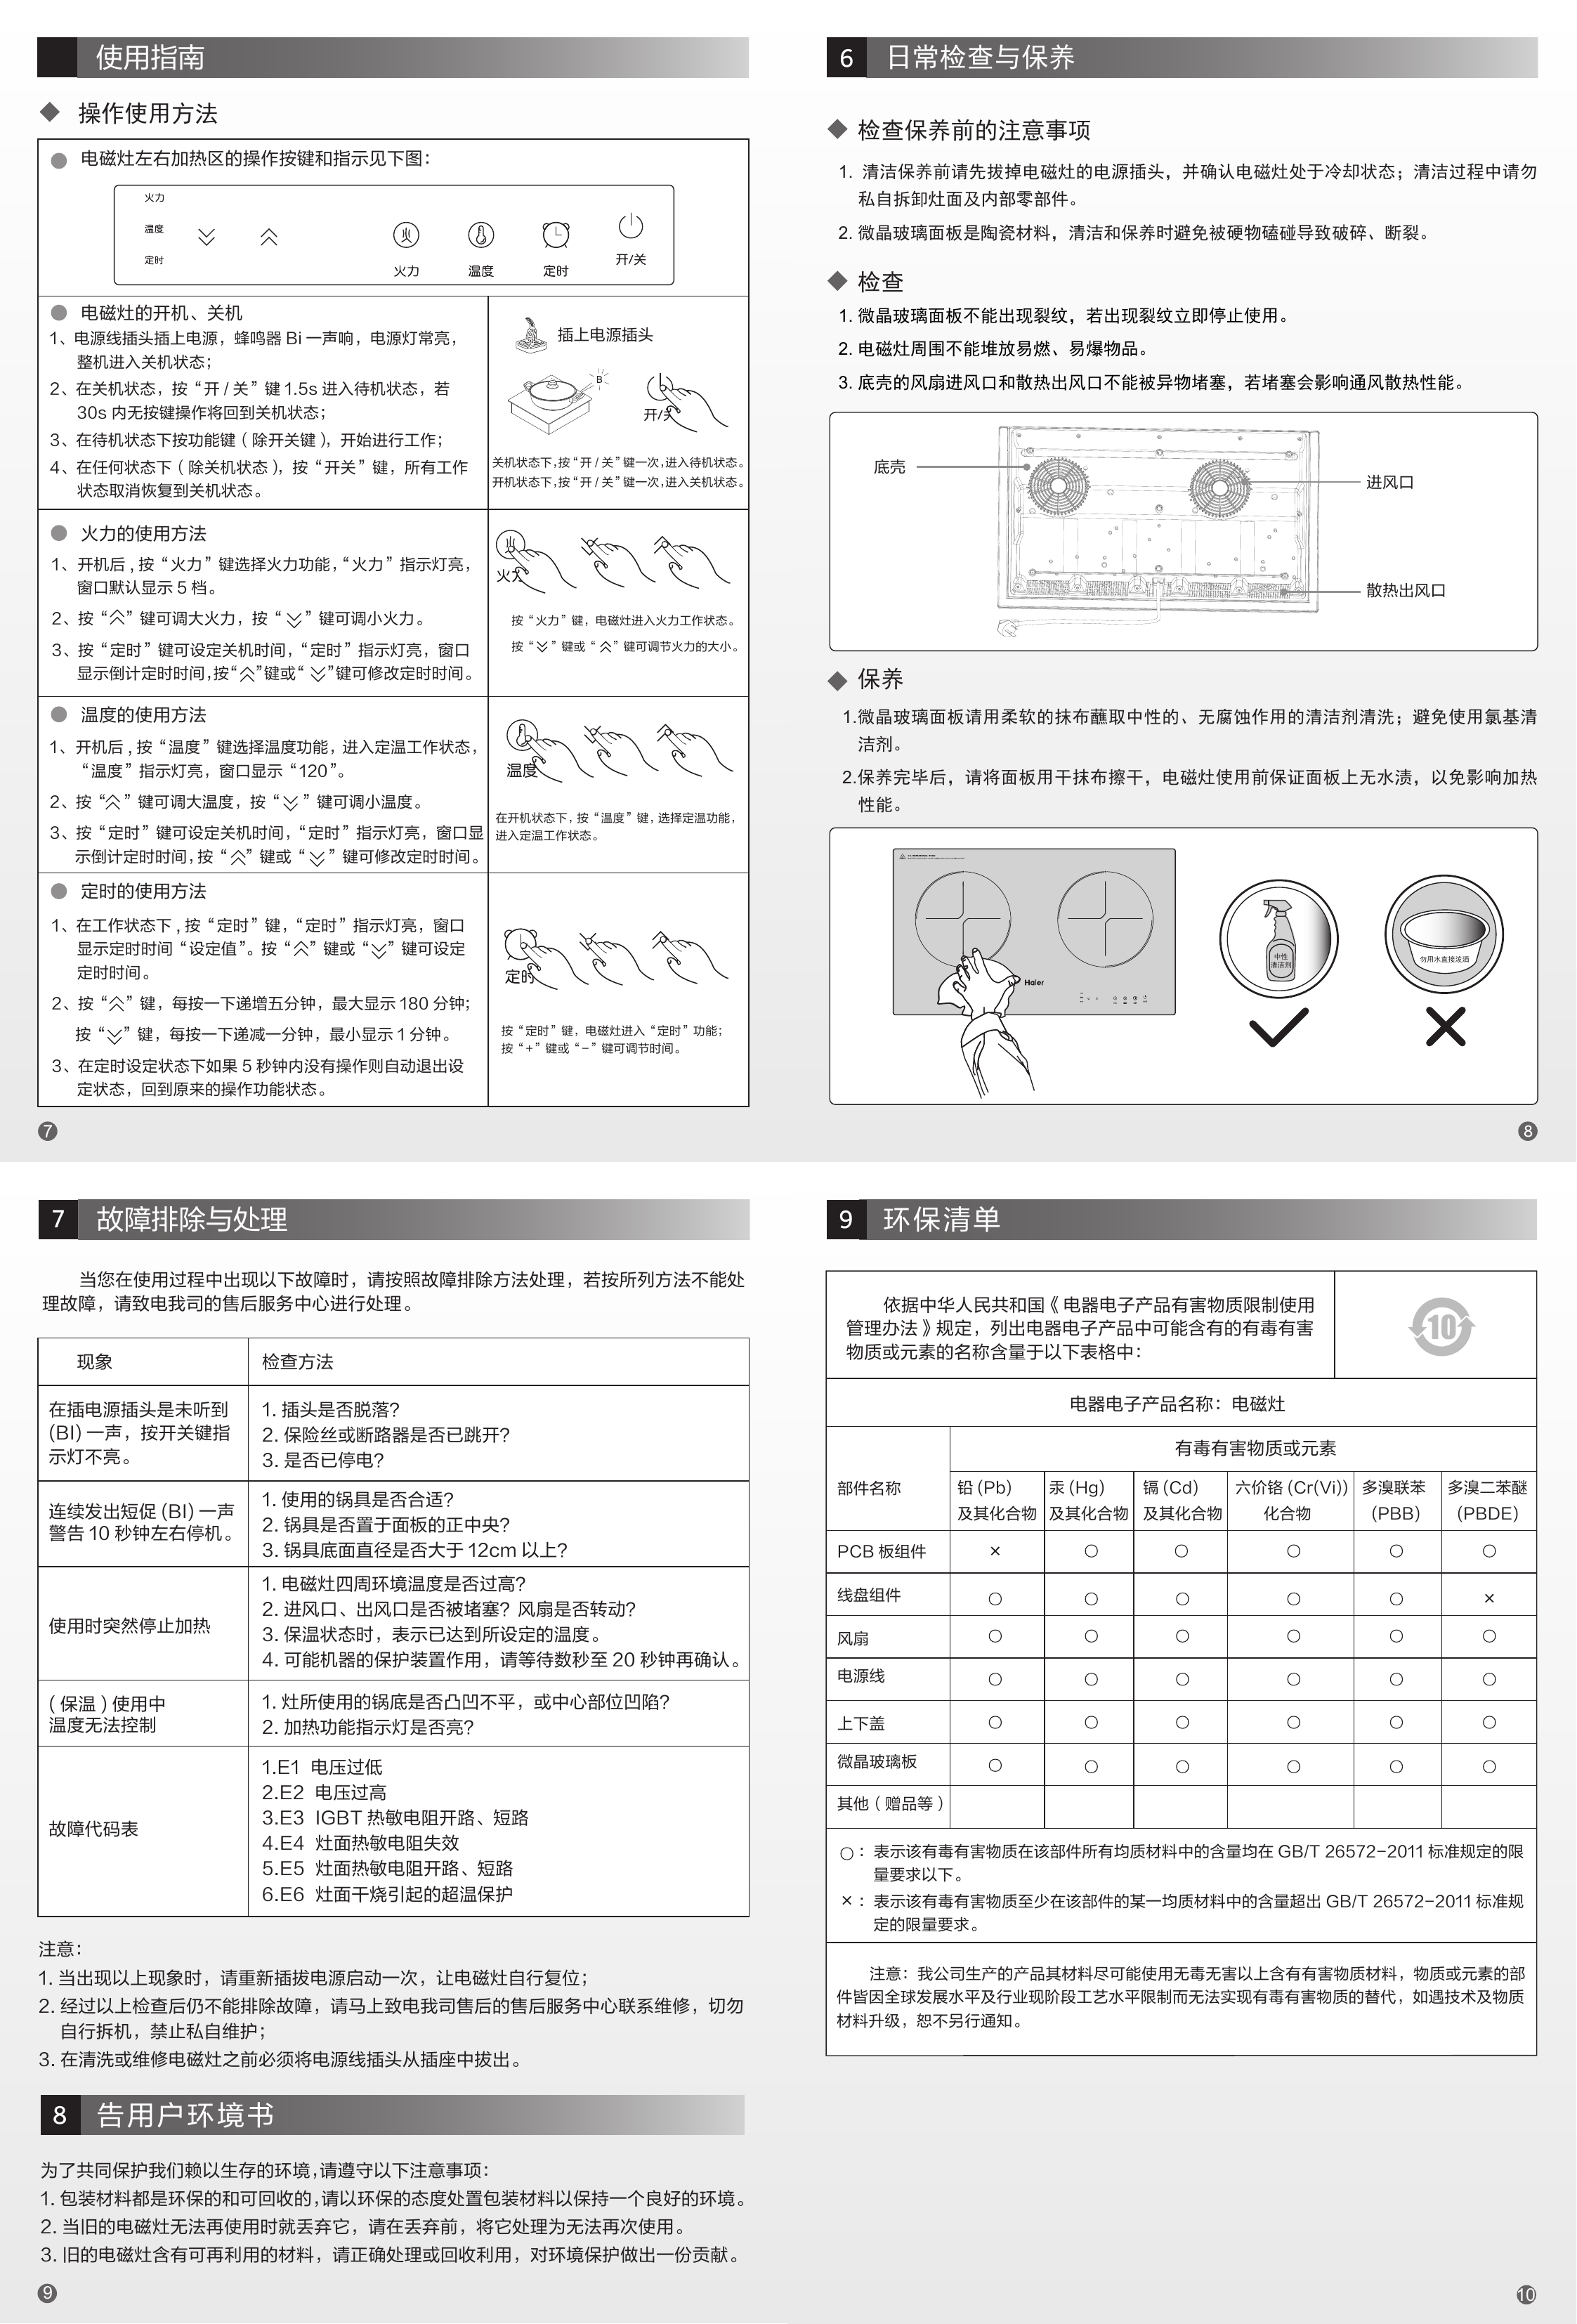 使用指南
◆ 操作使用方法
● 电磁灶左右加热区的操作按键和指示见下图：
火力
温度
定时
火力 温度 定时 开/关
● 电磁灶的开机、关机
1、电源线插头插上电源，蜂鸣器 Bi 一声响，电源灯常亮，
整机进入关机状态；
2、在关机状态，按“开 / 关”键 1.5s 进入待机状态，若
30s 内无按键操作将回到关机状态；
3、在待机状态下按功能键（除开关键），开始进行工作；
4、在任何状态下（除关机状态），按“开关”键，所有工作
状态取消恢复到关机状态。
插上电源插头
B
开/关
关机状态下,按“开 / 关”键一次,进入待机状态。
开机状态下,按“开 / 关”键一次,进入关机状态。
● 火力的使用方法
1、开机后 , 按“火力”键选择火力功能，“火力”指示灯亮，
窗口默认显示 5 档。
2、按“︽”键可调大火力，按“︾”键可调小火力。
3、按“定时”键可设定关机时间，“定时”指示灯亮，窗口
显示倒计定时时间,按“︽”键或“︾”键可修改定时时间。
火力
按“火力”键，电磁灶进入火力工作状态。
按“︾”键或“︽”键可调节火力的大小。
● 温度的使用方法
1、开机后 , 按“温度”键选择温度功能，进入定温工作状态，
“温度”指示灯亮，窗口显示“120”。
2、按“︽”键可调大温度，按“︾”键可调小温度。
3、按“定时”键可设定关机时间，“定时”指示灯亮，窗口显
示倒计定时时间，按“︽”键或“︾”键可修改定时时间。
温度
在开机状态下，按“温度”键，选择定温功能，
进入定温工作状态。
● 定时的使用方法
1、在工作状态下 , 按“定时”键，“定时”指示灯亮，窗口
显示定时时间“设定值”。按“︽”键或“︾”键可设定
定时时间。
2、按“︽”键，每按一下递增五分钟，最大显示 180 分钟；
按“︾”键，每按一下递减一分钟，最小显示 1 分钟。
3、在定时设定状态下如果 5 秒钟内没有操作则自动退出设
定状态，回到原来的操作功能状态。
定时
按“定时”键，电磁灶进入“定时”功能；
按“+”键或“−”键可调节时间。
7
6 日常检查与保养
◆ 检查保养前的注意事项
1. 清洁保养前请先拔掉电磁灶的电源插头，并确认电磁灶处于冷却状态；清洁过程中请勿
私自拆卸灶面及内部零部件。
2. 微晶玻璃面板是陶瓷材料，清洁和保养时避免被硬物磕碰导致破碎、断裂。
◆ 检查
1. 微晶玻璃面板不能出现裂纹，若出现裂纹立即停止使用。
2. 电磁灶周围不能堆放易燃、易爆物品。
3. 底壳的风扇进风口和散热出风口不能被异物堵塞，若堵塞会影响通风散热性能。
底壳
进风口
散热出风口
◆ 保养
1.微晶玻璃面板请用柔软的抹布蘸取中性的、无腐蚀作用的清洁剂清洗；避免使用氯基清
洁剂。
2.保养完毕后，请将面板用干抹布擦干，电磁灶使用前保证面板上无水渍，以免影响加热
性能。
Haier
中性
清洁剂
勿用水直接泼洒
8
7 故障排除与处理
当您在使用过程中出现以下故障时，请按照故障排除方法处理，若按所列方法不能处
理故障，请致电我司的售后服务中心进行处理。
现象 检查方法
在插电源插头是未听到
(BI) 一声，按开关键指
示灯不亮。
1. 插头是否脱落？
2. 保险丝或断路器是否已跳开？
3. 是否已停电？
连续发出短促 (BI) 一声
警告 10 秒钟左右停机。
1. 使用的锅具是否合适？
2. 锅具是否置于面板的正中央？
3. 锅具底面直径是否大于 12cm 以上？
使用时突然停止加热
1. 电磁灶四周环境温度是否过高？
2. 进风口、出风口是否被堵塞？风扇是否转动？
3. 保温状态时，表示已达到所设定的温度。
4. 可能机器的保护装置作用，请等待数秒至 20 秒钟再确认。
（保温）使用中
温度无法控制
1. 灶所使用的锅底是否凸凹不平，或中心部位凹陷？
2. 加热功能指示灯是否亮？
故障代码表
1.E1 电压过低
2.E2 电压过高
3.E3 IGBT 热敏电阻开路、短路
4.E4 灶面热敏电阻失效
5.E5 灶面热敏电阻开路、短路
6.E6 灶面干烧引起的超温保护
注意：
1. 当出现以上现象时，请重新插拔电源启动一次，让电磁灶自行复位；
2. 经过以上检查后仍不能排除故障，请马上致电我司售后的售后服务中心联系维修，切勿
自行拆机，禁止私自维护；
3. 在清洗或维修电磁灶之前必须将电源线插头从插座中拔出。
8 告用户环境书
为了共同保护我们赖以生存的环境,请遵守以下注意事项：
1. 包装材料都是环保的和可回收的,请以环保的态度处置包装材料以保持一个良好的环境。
2. 当旧的电磁灶无法再使用时就丢弃它，请在丢弃前，将它处理为无法再次使用。
3. 旧的电磁灶含有可再利用的材料，请正确处理或回收利用，对环境保护做出一份贡献。
9
9 环保清单
依据中华人民共和国《电器电子产品有害物质限制使用
管理办法》规定，列出电器电子产品中可能含有的有毒有害
物质或元素的名称含量于以下表格中：
10
电器电子产品名称：电磁灶
部件名称 有毒有害物质或元素
铅 (Pb) 汞 (Hg) 镉 (Cd) 六价铬 (Cr(Vi)) 多溴联苯 多溴二苯醚
及其化合物 及其化合物 及其化合物 化合物 (PBB) (PBDE)
PCB 板组件 × ○ ○ ○ ○ ○
线盘组件 ○ ○ ○ ○ ○ ×
风扇 ○ ○ ○ ○ ○ ○
电源线 ○ ○ ○ ○ ○ ○
上下盖 ○ ○ ○ ○ ○ ○
微晶玻璃板 ○ ○ ○ ○ ○ ○
其他（赠品等）
○：表示该有毒有害物质在该部件所有均质材料中的含量均在 GB/T 26572−2011 标准规定的限
量要求以下。
×：表示该有毒有害物质至少在该部件的某一均质材料中的含量超出 GB/T 26572−2011 标准规
定的限量要求。
注意：我公司生产的产品其材料尽可能使用无毒无害以上含有有害物质材料，物质或元素的部
件皆因全球发展水平及行业现阶段工艺水平限制而无法实现有毒有害物质的替代，如遇技术及物质
材料升级，恕不另行通知。
10